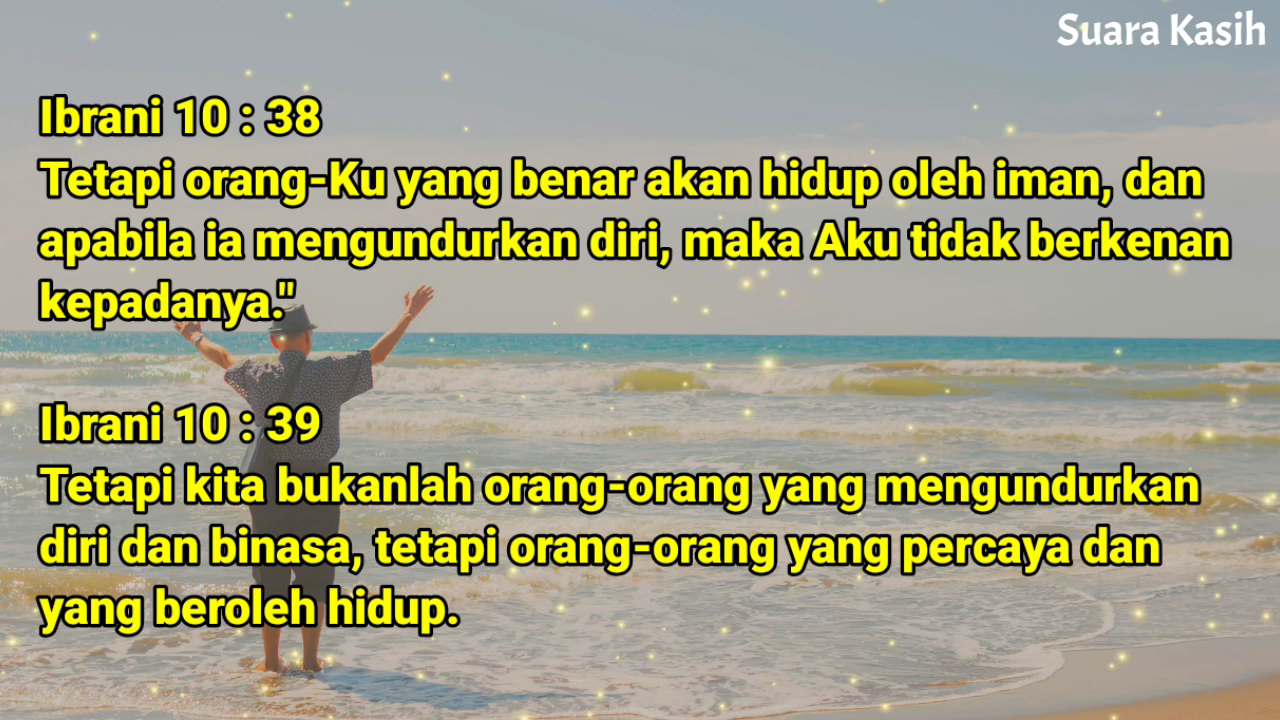 Suara Kasih
Ibrani 10 : 38
Tetapi orang-Ku yang benar akan hidup oleh iman, dan
apabila ia mengundurkan diri, maka Aku tidak berkenan
kepadanya."
Ibrani 10 : 39
Tetapi kita bukanlah orang-orang yang mengundurkan
diri dan binasa, tetapi orang-orang yang percaya dan
yang beroleh hidup.